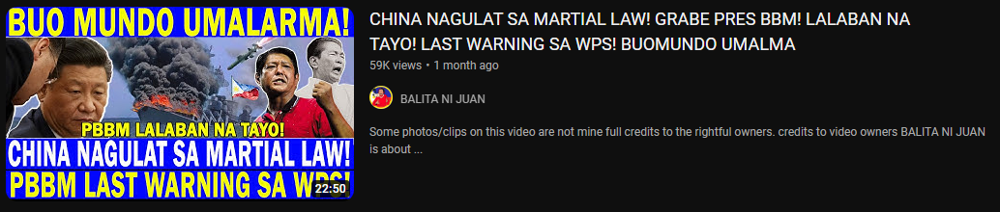 BUO MUNDO UMALARMA!
PBBM LALABAN NA TAYO!
CHINA NAGULAT SA MARTIAL LAW!
PBBM LAST WARNING SA WPS!
22:50
CHINA NAGULAT SA MARTIAL LAW! GRABE PRES BBM! LALABAN NA
TAYO! LAST WARNING SA WPS! BUOMUNDO UMALMA
59K views • 1 month ago
BALITA NI JUAN
Some photos/clips on this video are not mine full credits to the rightful owners. credits to video owners BALITA NI JUAN
is about ...